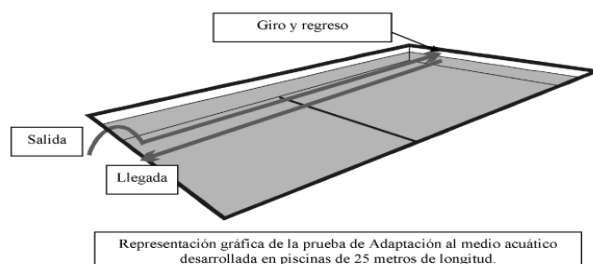 Giro y regreso
Salida
Llegada
Representación gráfica de la prueba de Adaptación al medio acuático
desarrollada en piscinas de 25 metros de longitud.